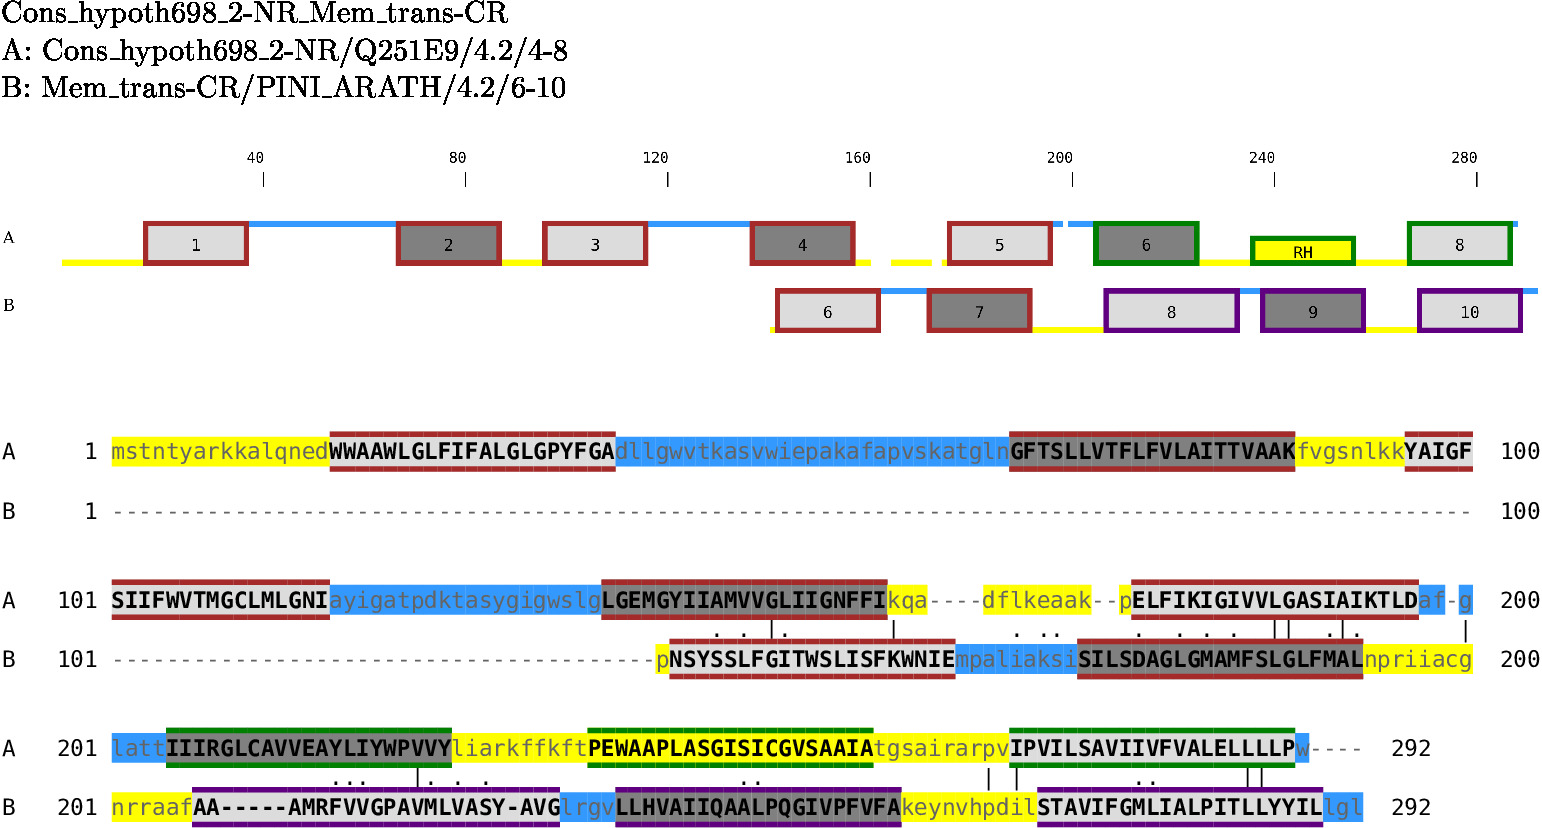 Cons_hypoth698_2-NR_Mem_trans-CR
A: Cons_hypoth698_2-NR/Q251E9/4.2/4-8
B: Mem_trans-CR/PINI_ARATH/4.2/6-10
40 80 120 160 200 240 280
A 1 2 3 4 5 6 RH 8
B 6 7 8 9 10
A 1 mstntyarkkalqnedWWAAWLGLFIFALGLGPYFGAdllgwvtkasvwiepakafapvskatglnGFTSLLVTFLFVLAITTVAAKfvgsnlkkYAIGF 100
B 1 ---------------------------------------------------------------------------------------------------- 100
A 101 SIIFWVTMGCLMLGNIayigatpdktasygigwslgLGEMGYIIAMVVGLIIGNFFIkqa----dflkeaak--pELFIKIGIVVLGASIAIKTLDaf-g 200
B 101 ----------------------------------------pNSYSSLFGITWSLISFKWNIEmpaliaksiSILSDAGLGMAMFSLGLFMALnpriiacg 200
A 201 lattIIIRGLCAVVEAYLIYWPVVYliarkffkftPEWAAPLASGISICGVSAAIAtgsairarpvIPVILSAVIIVFVALELLLLPw---- 292
B 201 nrraafAA-----AMRFVVGPAVMLVASY-AVGlrgvLLHVAIIQAALPQGIVPFVFAkeynvhpdilSTAVIFGMLIALPITLLYYILlgl 292